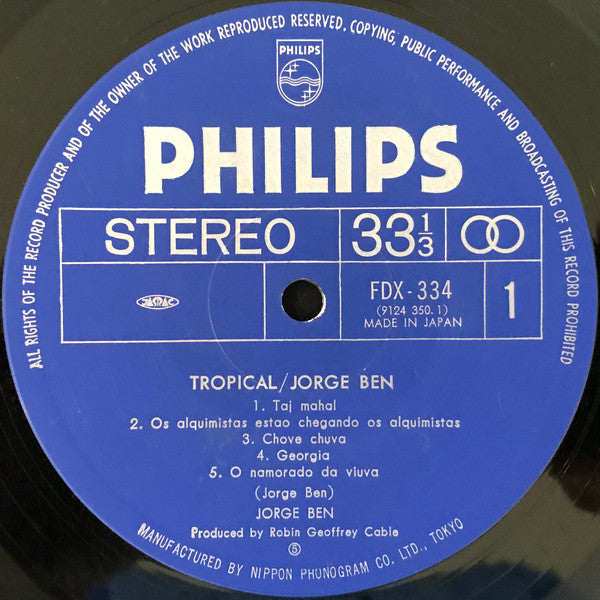 ALL RIGHTS OF THE RECORD PRODUCER AND OF THE OWNER OF THE WORK REPRODUCED RESERVED. COPYING, PUBLIC PERFORMANCE AND BROADCASTING OF THIS RECORD PROHIBITED
PHILIPS
PHILIPS
STEREO 33 1/3
JASRAC FDX-334 1
(9124 350.1)
MADE IN JAPAN
TROPICAL/JORGE BEN
1. Taj mahal
2. Os alquimistas estao chegando os alquimistas
3. Chove chuva
4. Georgia
5. O namorado da viuva
(Jorge Ben)
JORGE BEN
Produced by Robin Geoffrey Cable
Ⓢ
MANUFACTURED BY NIPPON PHONOGRAM CO. LTD., TOKYO